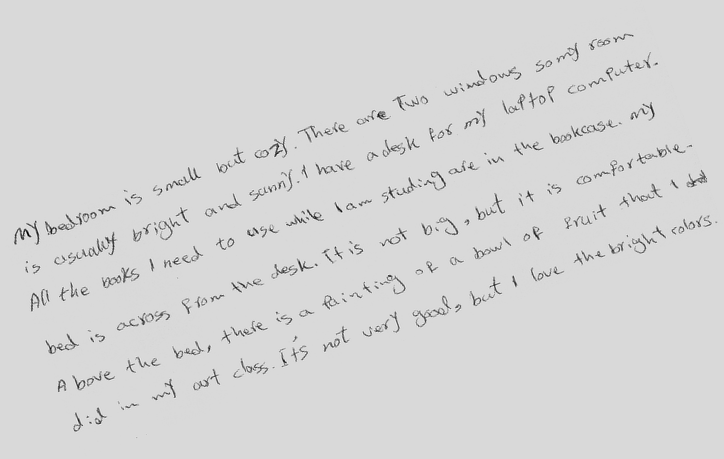 My bedroom is small but cozy. There are Two windows so my room
is usually bright and sunny. I have a desk for my laptop computer.
All the books I need to use while I am studing are in the bookcase. My
bed is across from the desk. It is not big, but it is comfortable.
Above the bed, there is a painting of a bowl of fruit that I
did in my art class. It's not very good, but I love the bright colors.